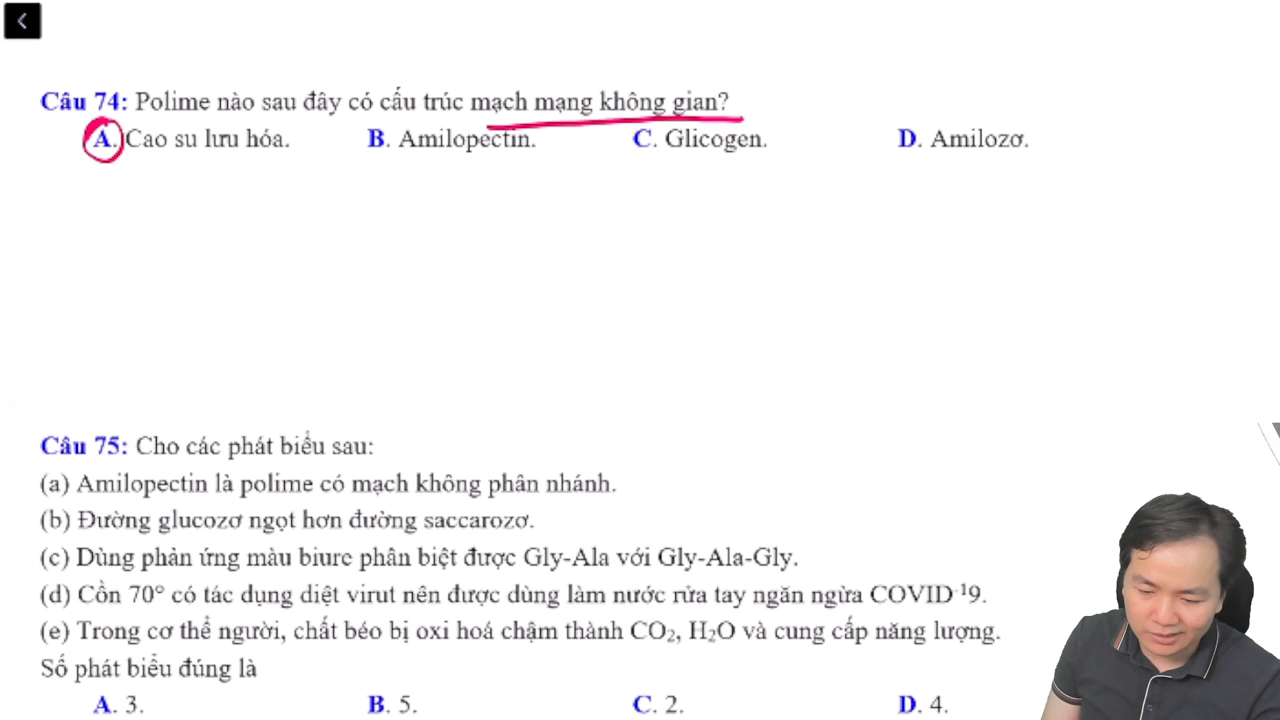 Câu 74: Polime nào sau đây có cấu trúc mạch mạng không gian?
A. Cao su lưu hóa. B. Amilopectin. C. Glicogen. D. Amilozơ.
Câu 75: Cho các phát biểu sau:
(a) Amilopectin là polime có mạch không phân nhánh.
(b) Đường glucozơ ngọt hơn đường saccarozơ.
(c) Dùng phản ứng màu biure phân biệt được Gly-Ala với Gly-Ala-Gly.
(d) Cồn 70° có tác dụng diệt virut nên được dùng làm nước rửa tay ngăn ngừa COVID-19.
(e) Trong cơ thể người, chất béo bị oxi hoá chậm thành CO₂, H₂O và cung cấp năng lượng.
Số phát biểu đúng là
A. 3. B. 5. C. 2. D. 4.